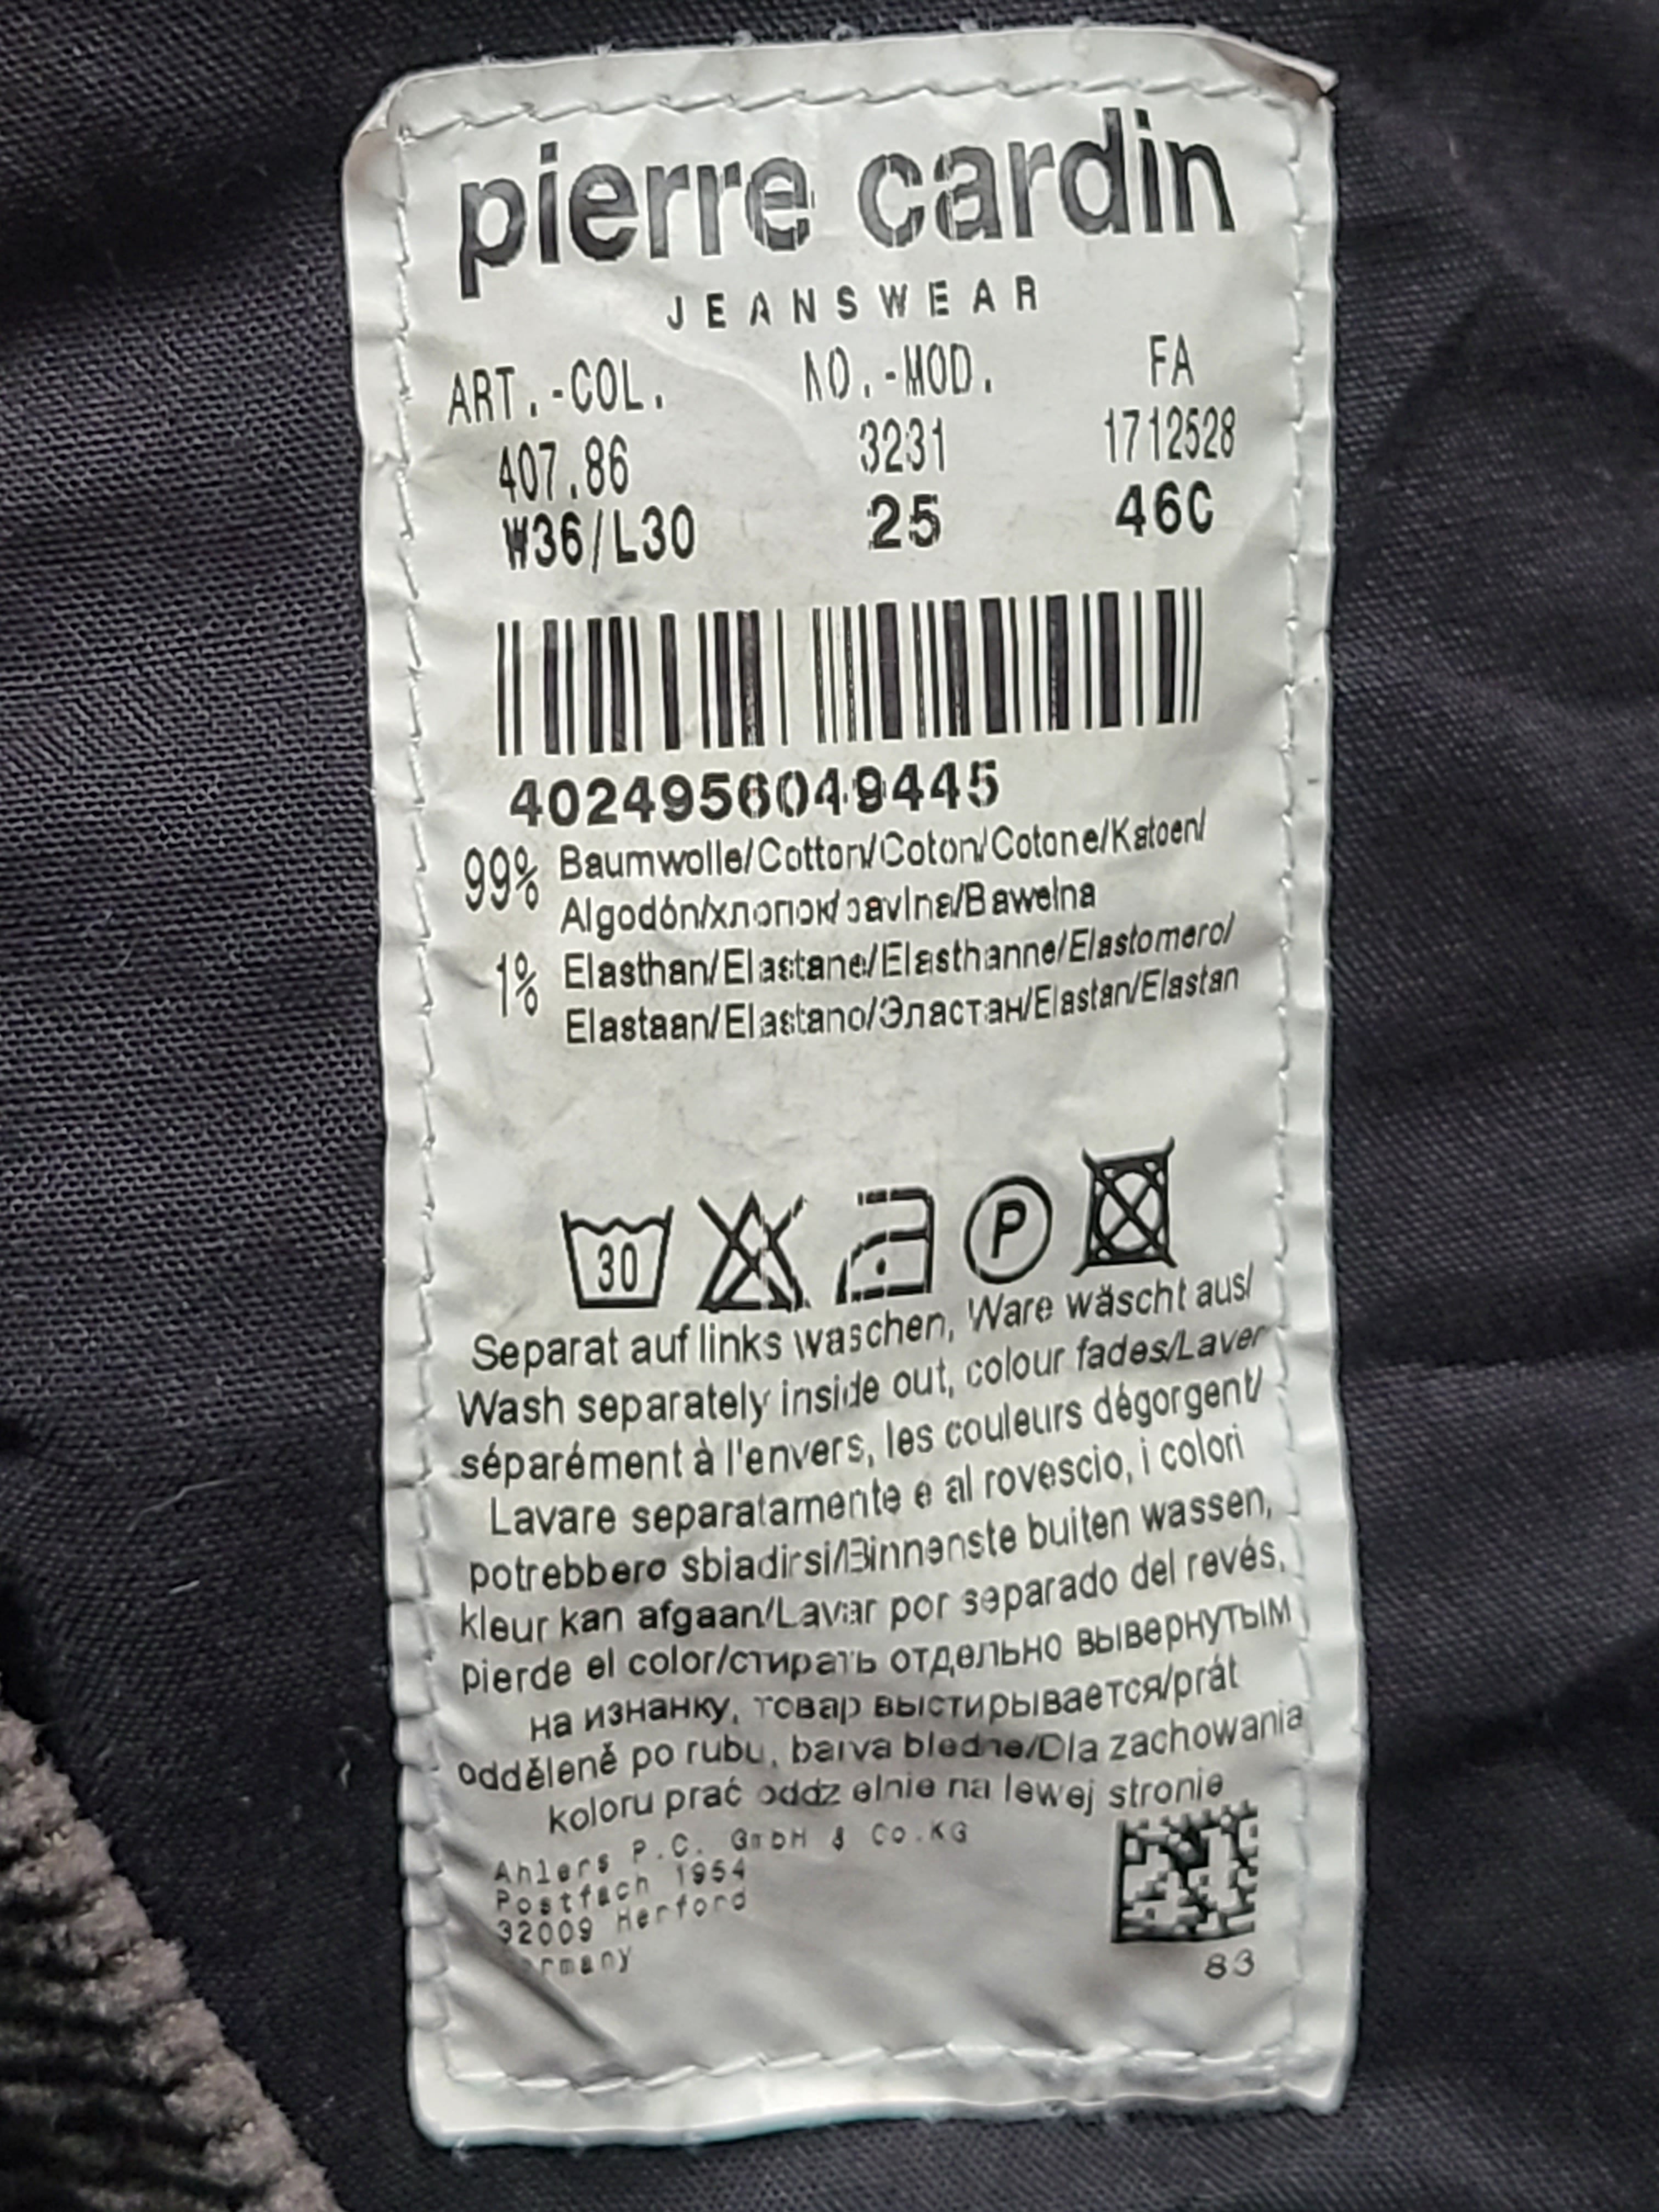 pierre cardin
JEANSWEAR
ART.-COL. NO.-MOD. FA
407.86 3231 1712528
W36/L30 25 46C
4024956049445
99% Baumwolle/Cotton/Coton/Cotone/Katoen/
Algodón/хлопок/bavlna/Bawełna
1% Elasthan/Elastane/Elasthanne/Elastomero/
Elastaan/Elastano/Эластан/Elastan/Elastan
30 P
Separat auf links waschen, Ware wäscht aus/
Wash separately inside out, colour fades/Laver
séparément à l'envers, les couleurs dégorgent/
Lavare separatamente e al rovescio, i colori
potrebbero sbiadirsi/Binnenste buiten wassen,
kleur kan afgaan/Lavar por separado del revés,
pierde el color/стирать отдельно вывернутым
на изнанку, товар выстирывается/prát
odděleně po rubu, barva bledne/Dla zachowania
koloru prać oddzielnie na lewej stronie
Ahlers P.C. GmbH & Co.KG
Postfach 1954
32009 Herford
Germany
83